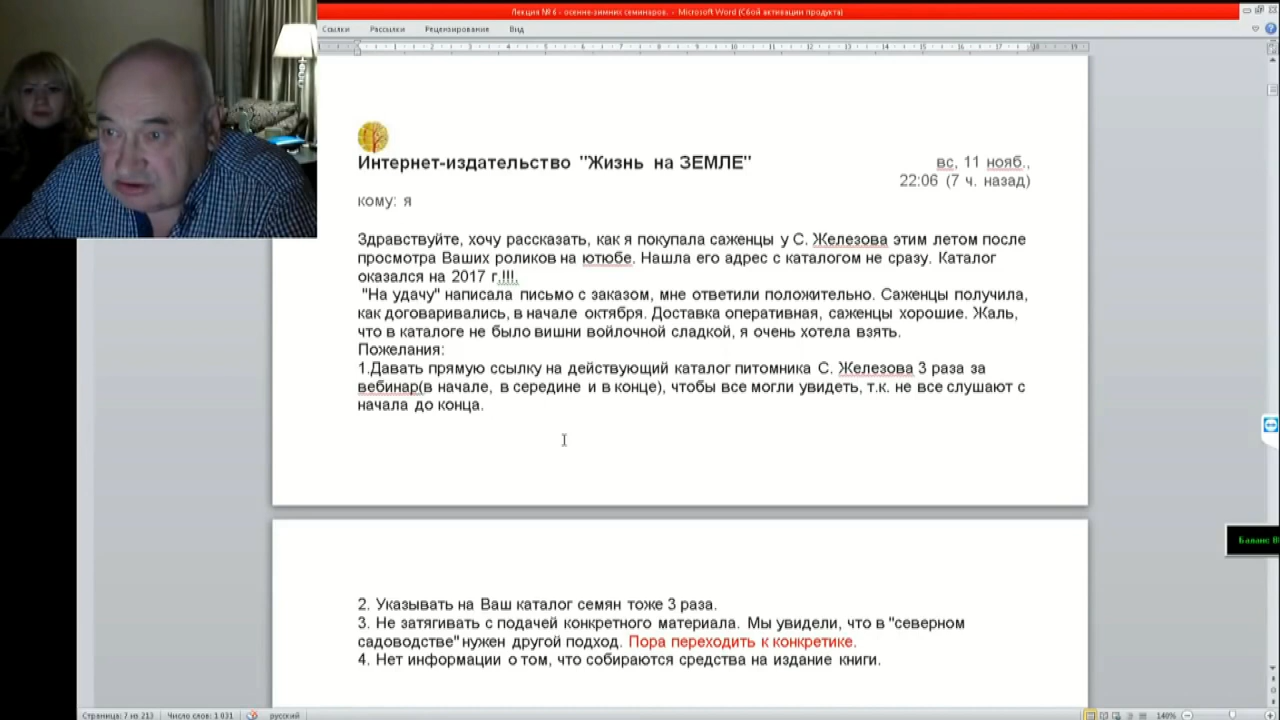 Лекция № 6 - осенне-зимних семинаров. - Microsoft Word (Сбой активации продукта)
Ссылки Рассылки Рецензирование Вид
Интернет-издательство "Жизнь на ЗЕМЛЕ"
вс, 11 нояб.,
22:06 (7 ч. назад)
кому: я
Здравствуйте, хочу рассказать, как я покупала саженцы у С. Железова этим летом после
просмотра Ваших роликов на ютюбе. Нашла его адрес с каталогом не сразу. Каталог
оказался на 2017 г.!!!.
"На удачу" написала письмо с заказом, мне ответили положительно. Саженцы получила,
как договаривались, в начале октября. Доставка оперативная, саженцы хорошие. Жаль,
что в каталоге не было вишни войлочной сладкой, я очень хотела взять.
Пожелания:
1.Давать прямую ссылку на действующий каталог питомника С. Железова 3 раза за
вебинар(в начале, в середине и в конце), чтобы все могли увидеть, т.к. не все слушают с
начала до конца.
2. Указывать на Ваш каталог семян тоже 3 раза.
3. Не затягивать с подачей конкретного материала. Мы увидели, что в "северном
садоводстве" нужен другой подход. Пора переходить к конкретике.
4. Нет информации о том, что собираются средства на издание книги.
Баланс
Страница: 7 из 213 Число слов: 1 031 русский 140%